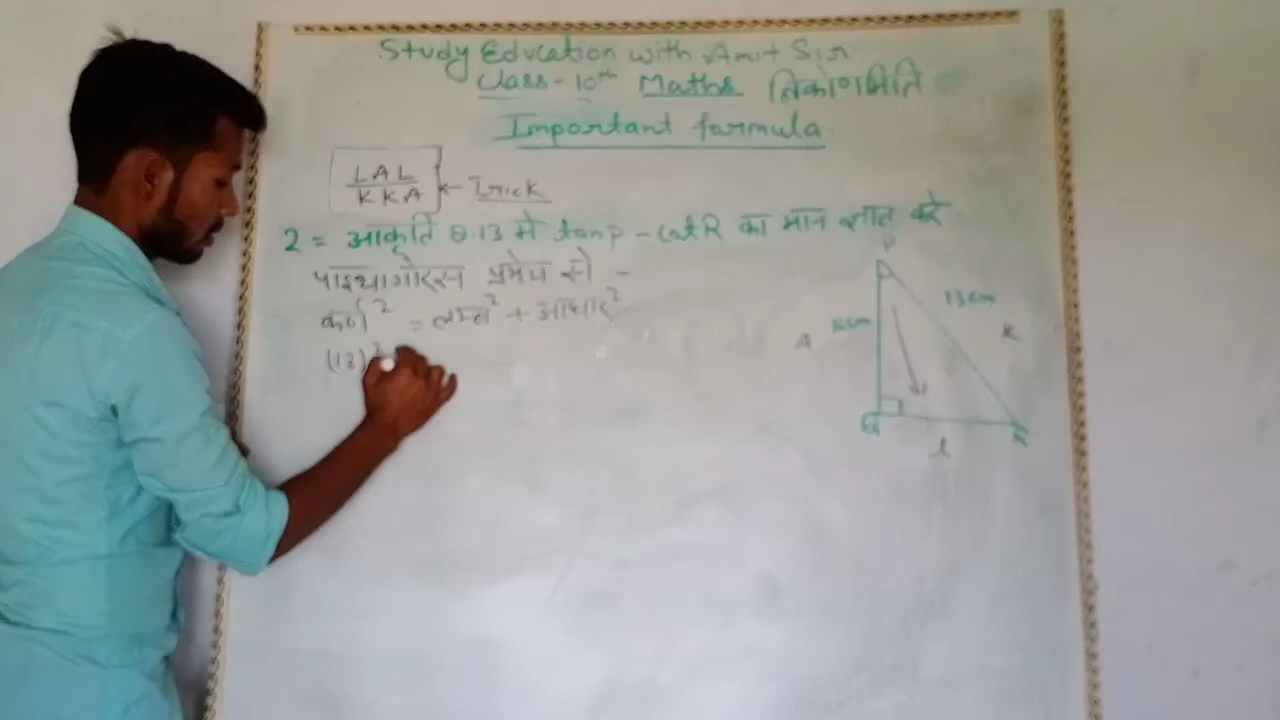 Study Education with Amit Sir
Class - 10th Maths त्रिकोणमिति
Important formula
LAL
KKA ← Trick
2 = आकृति 8.13 में tanp - cotR का मान ज्ञात करे
पाइथागोरस प्रमेय से -
कर्ण² = लम्ब² + आधार²
(13)²
P
13cm
12cm
A
K
Q
R
l